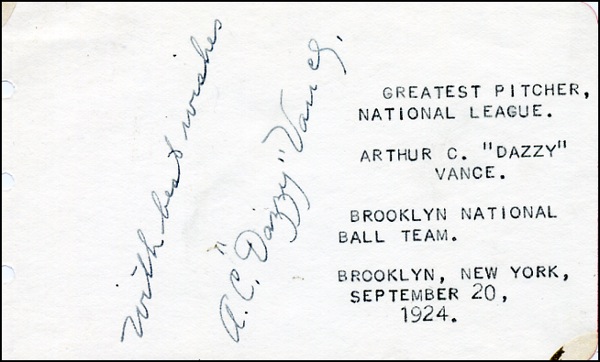 With best wishes
A.C. "Dazzy" Vance.
GREATEST PITCHER,
NATIONAL LEAGUE.
ARTHUR C. "DAZZY"
VANCE.
BROOKLYN NATIONAL
BALL TEAM.
BROOKLYN, NEW YORK,
SEPTEMBER 20,
1924.